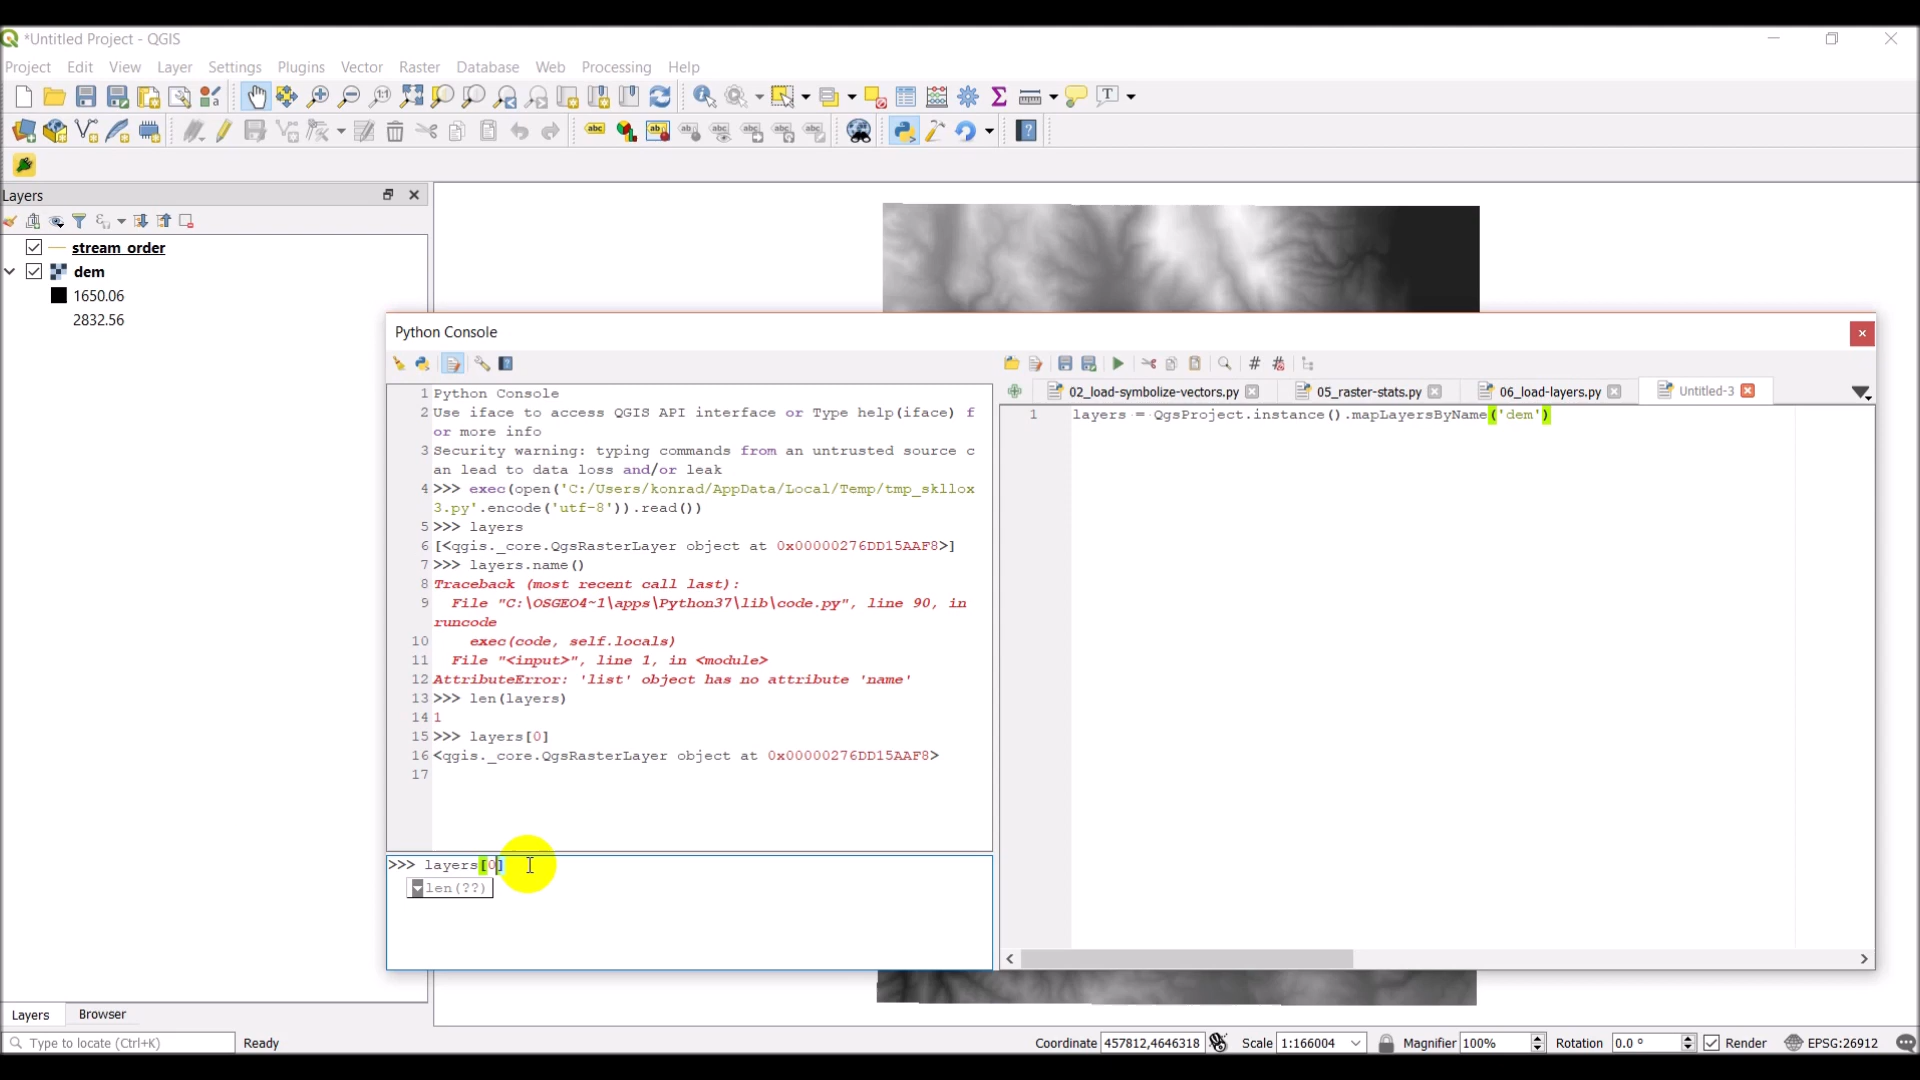 *Untitled Project - QGIS
Project Edit View Layer Settings Plugins Vector Raster Database Web Processing Help
Layers
stream_order
dem
1650.06
2832.56
Python Console
02_load-symbolize-vectors.py 05_raster-stats.py 06_load-layers.py Untitled-3
1 Python Console
2 Use iface to access QGIS API interface or Type help(iface) f
or more info
3 Security warning: typing commands from an untrusted source c
an lead to data loss and/or leak
4 >>> exec(open('C:/Users/konrad/AppData/Local/Temp/tmp_skllox
3.py'.encode('utf-8')).read())
5 >>> layers
6 [<qgis._core.QgsRasterLayer object at 0x00000276DD15AAF8>]
7 >>> layers.name()
8 Traceback (most recent call last):
9 File "C:\OSGEO4~1\apps\Python37\lib\code.py", line 90, in
runcode
10 exec(code, self.locals)
11 File "<input>", line 1, in <module>
12 AttributeError: 'list' object has no attribute 'name'
13 >>> len(layers)
14 1
15 >>> layers[0]
16 <qgis._core.QgsRasterLayer object at 0x00000276DD15AAF8>
17
>>> layers[0]
len(??)
1 layers = QgsProject.instance().mapLayersByName('dem')
Layers Browser
Type to locate (Ctrl+K) Ready Coordinate 457812,4646318 Scale 1:166004 Magnifier 100% Rotation 0.0 ° Render EPSG:26912